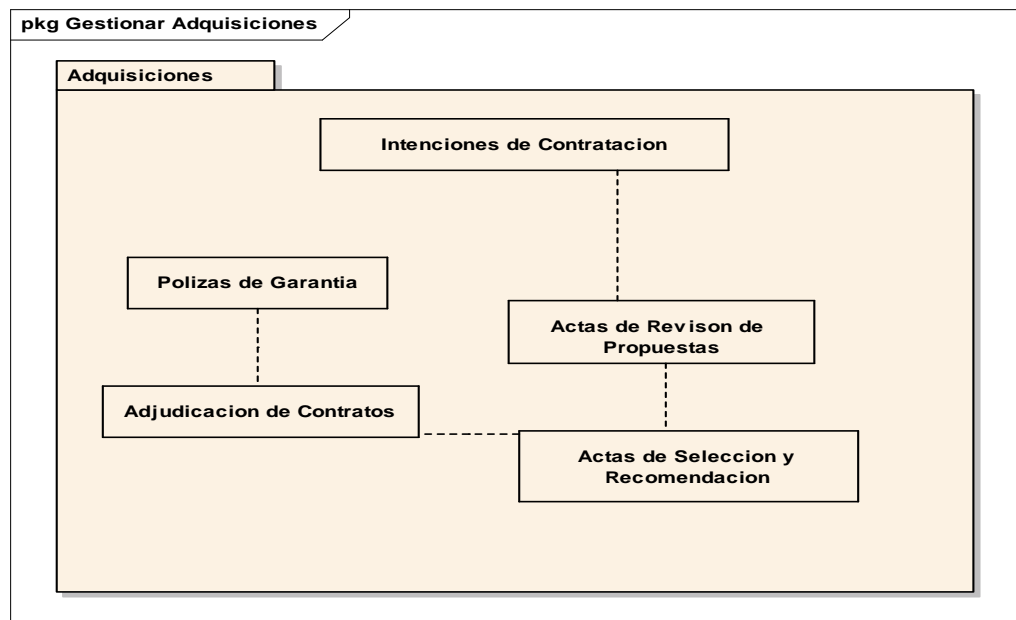 pkg Gestionar Adquisiciones
Adquisiciones
Intenciones de Contratacion
Polizas de Garantia
Actas de Revison de
Propuestas
Adjudicacion de Contratos
Actas de Seleccion y
Recomendacion